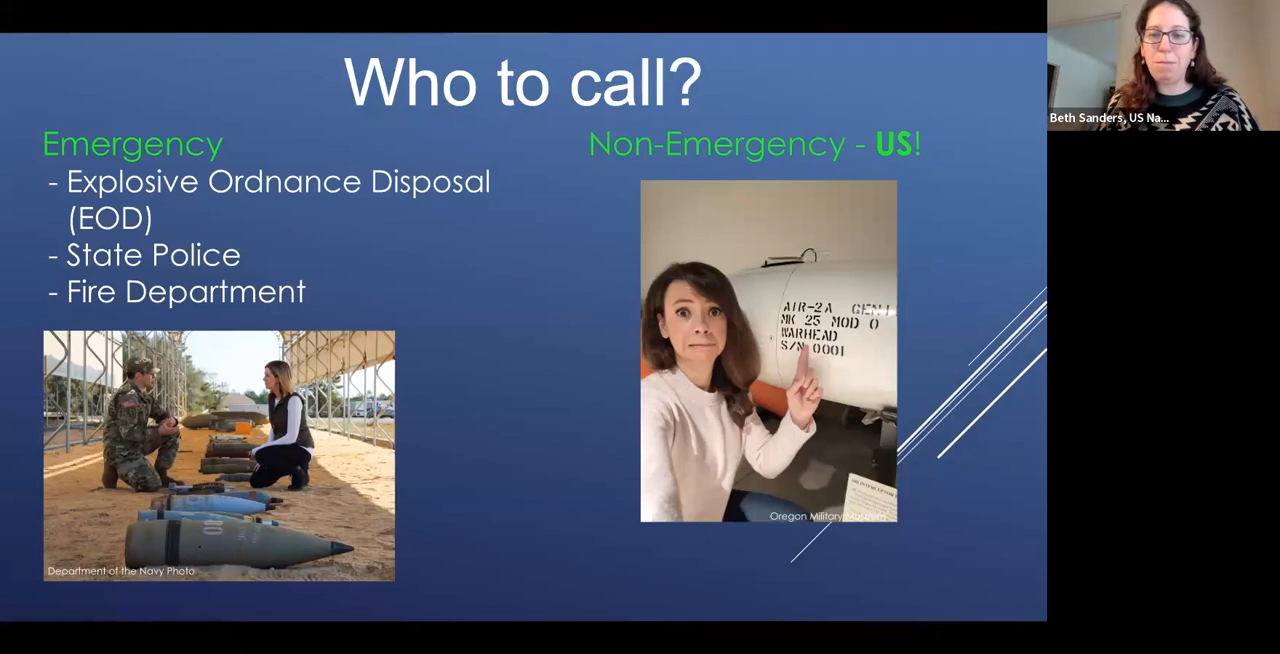 Who to call?
Emergency
- Explosive Ordnance Disposal
(EOD)
- State Police
- Fire Department
Department of the Navy Photo
Non-Emergency - US!
AIR-2A GENI
MK 25 MOD 0
WARHEAD
S/N 0001
Oregon Military Museum
Beth Sanders, US Na...